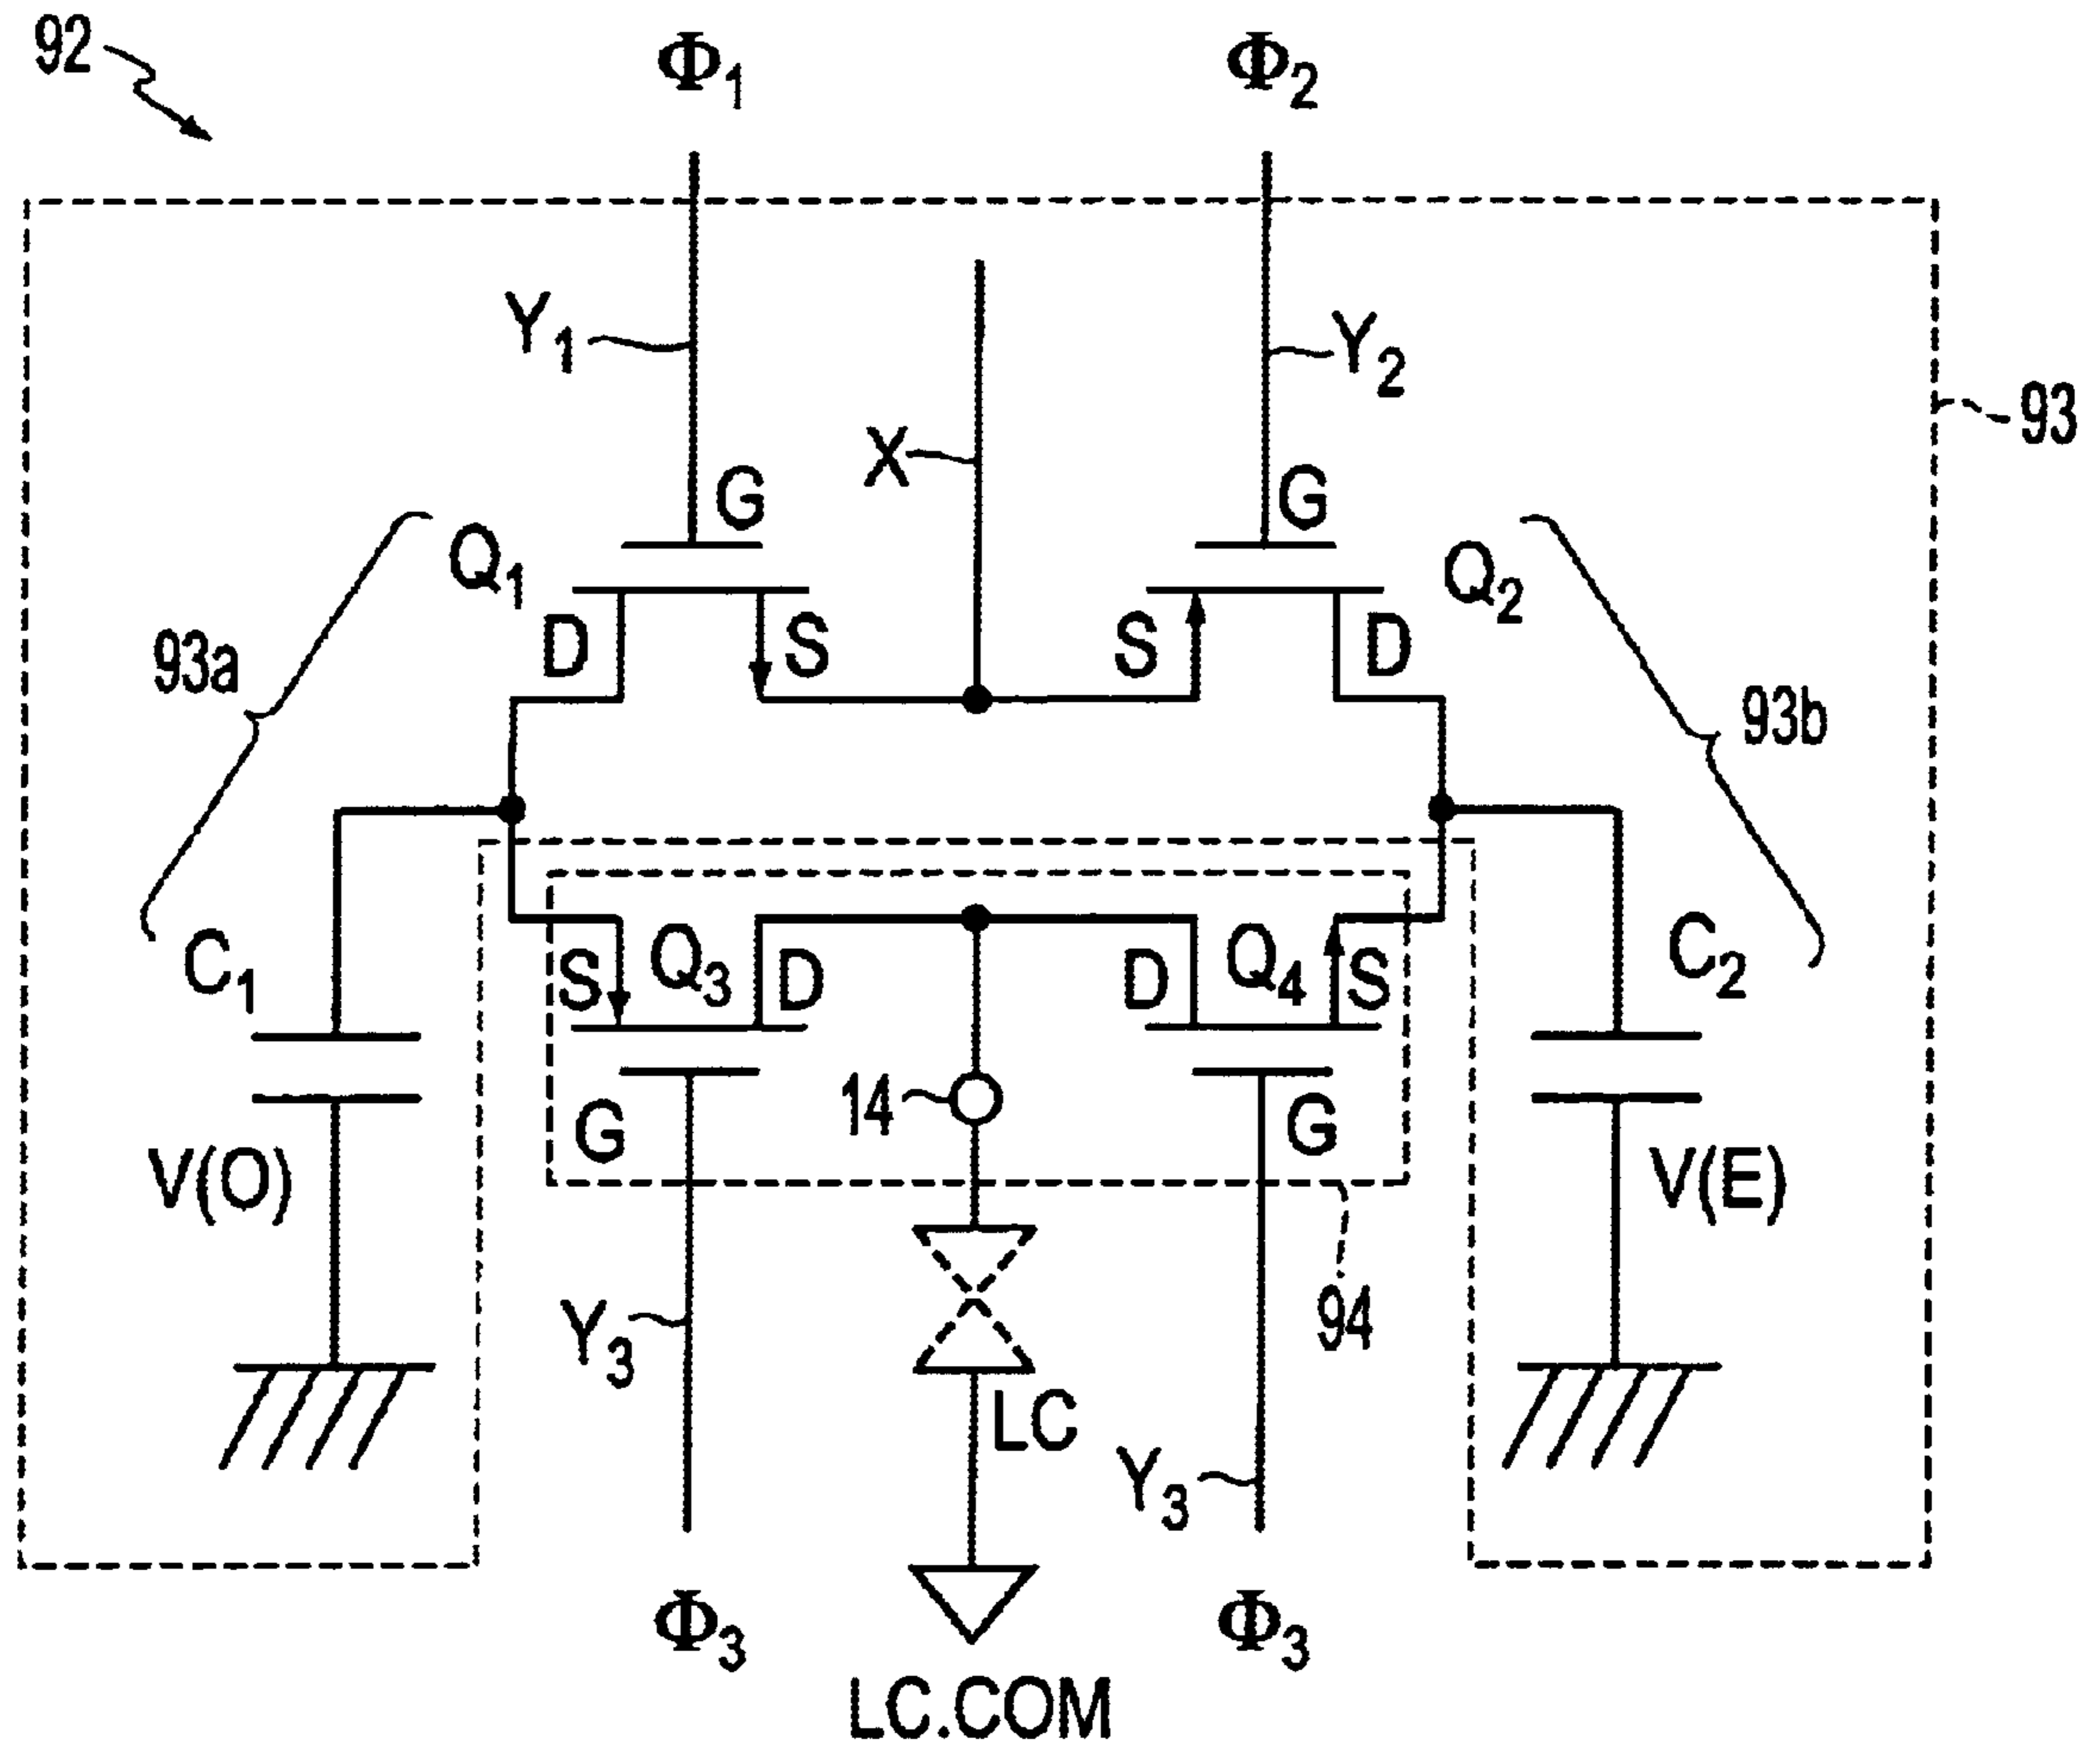 92
Φ1
Φ2
Y1
Y2
93
X
G
G
Q1
Q2
D
S
S
D
93a
93b
C1
S
Q3
D
D
Q4
S
C2
14
G
G
V(O)
V(E)
Y3
94
LC
Y3
Φ3
Φ3
LC.COM